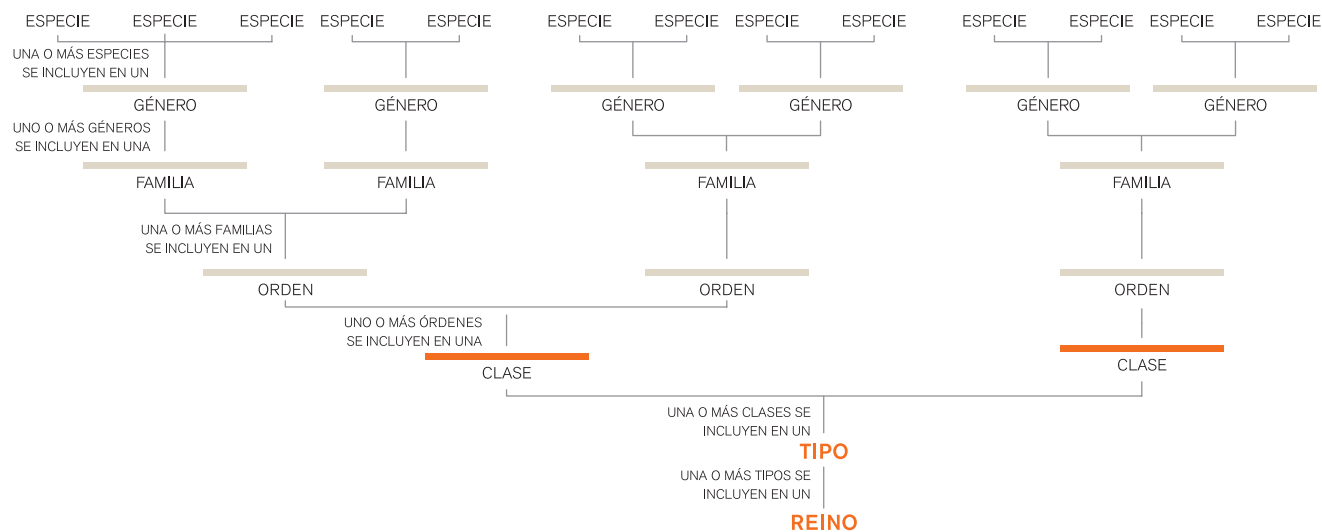 ESPECIE ESPECIE ESPECIE ESPECIE ESPECIE ESPECIE ESPECIE ESPECIE ESPECIE ESPECIE ESPECIE ESPECIE ESPECIE
UNA O MÁS ESPECIES
SE INCLUYEN EN UN
GÉNERO GÉNERO GÉNERO GÉNERO GÉNERO GÉNERO
UNO O MÁS GÉNEROS
SE INCLUYEN EN UNA
FAMILIA FAMILIA FAMILIA FAMILIA
UNA O MÁS FAMILIAS
SE INCLUYEN EN UN
ORDEN ORDEN ORDEN
UNO O MÁS ÓRDENES
SE INCLUYEN EN UNA
CLASE CLASE
UNA O MÁS CLASES SE
INCLUYEN EN UN
TIPO
UNA O MÁS TIPOS SE
INCLUYEN EN UN
REINO